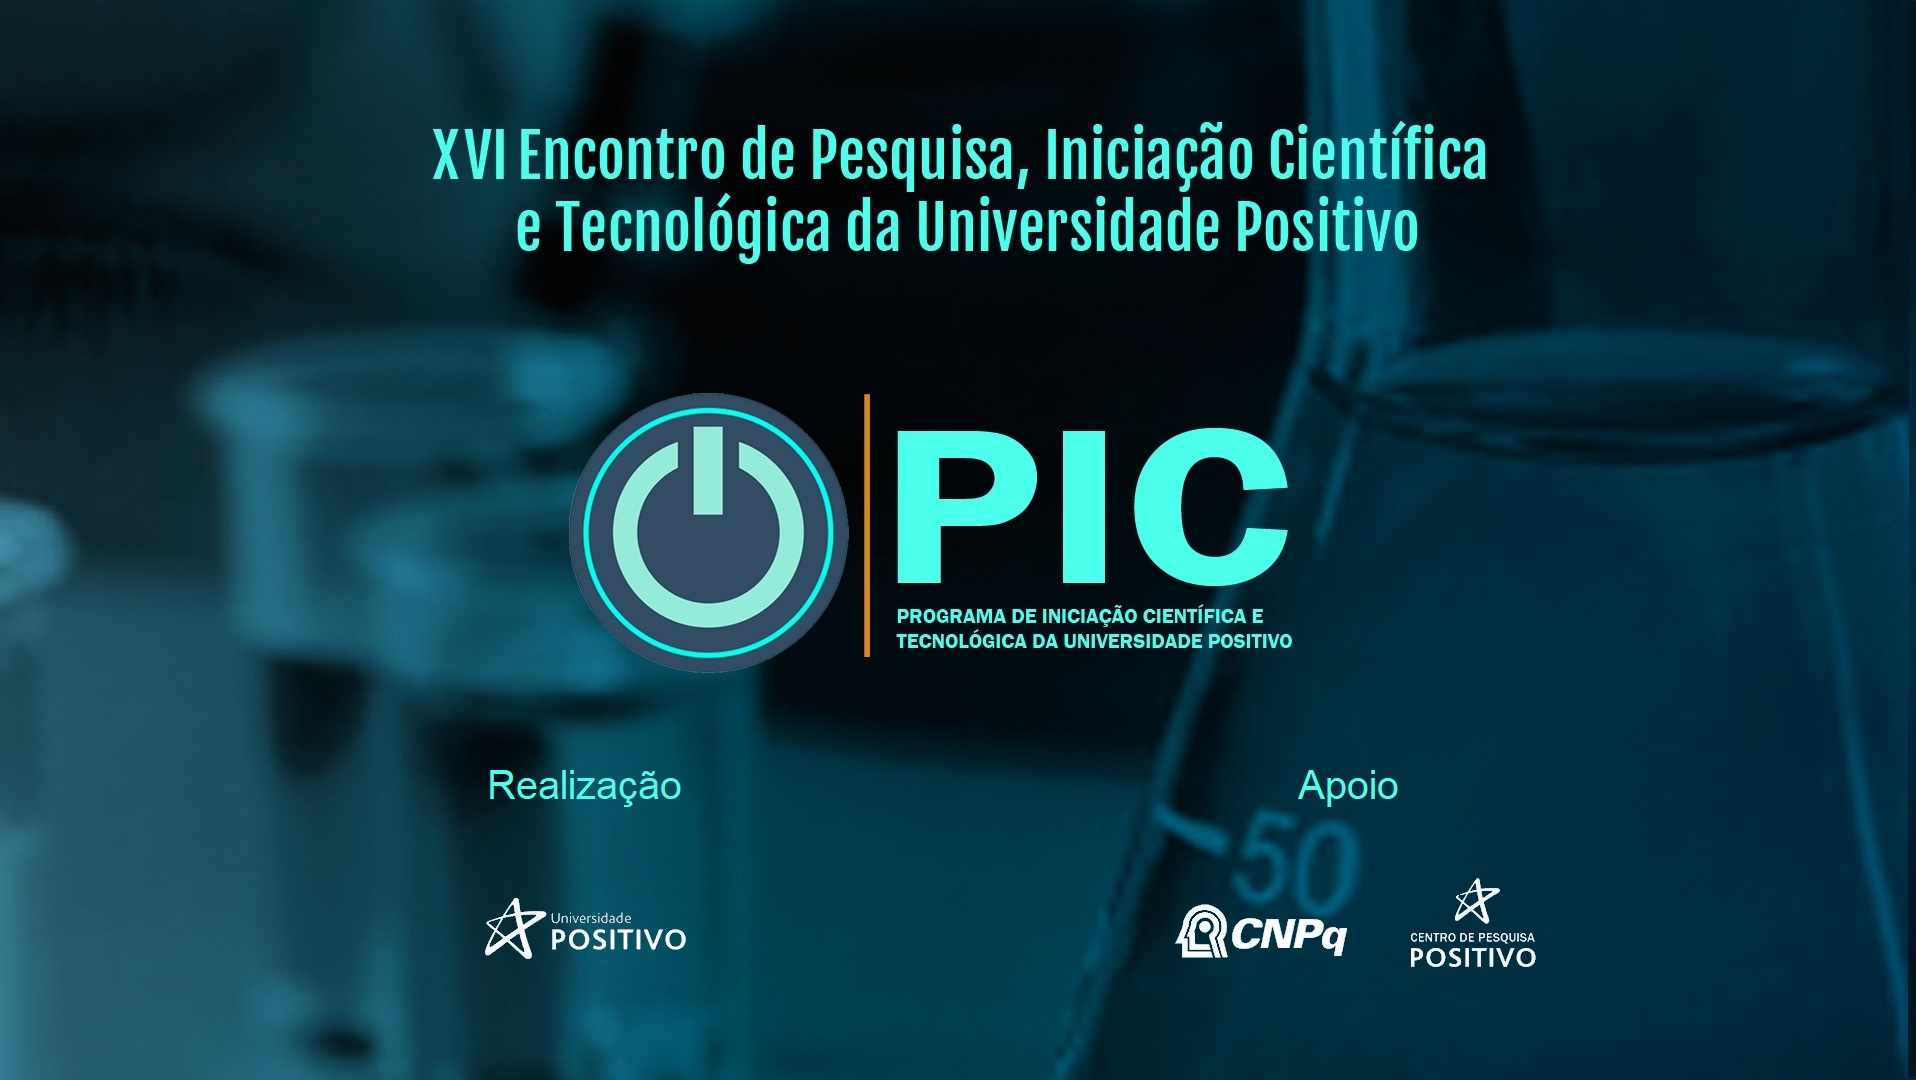 XVI Encontro de Pesquisa, Iniciação Científica
e Tecnológica da Universidade Positivo
PIC
PROGRAMA DE INICIAÇÃO CIENTÍFICA E
TECNOLÓGICA DA UNIVERSIDADE POSITIVO
Realização
Apoio
50
Universidade
POSITIVO
CNPq
CENTRO DE PESQUISA
POSITIVO